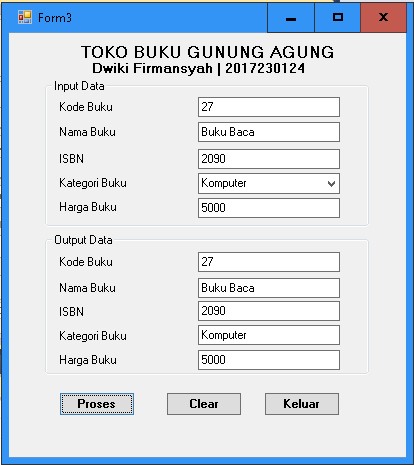 Form3
TOKO BUKU GUNUNG AGUNG
Dwiki Firmansyah | 2017230124
Input Data
Kode Buku 27
Nama Buku Buku Baca
ISBN 2090
Kategori Buku Komputer
Harga Buku 5000
Output Data
Kode Buku 27
Nama Buku Buku Baca
ISBN 2090
Kategori Buku Komputer
Harga Buku 5000
Proses Clear Keluar